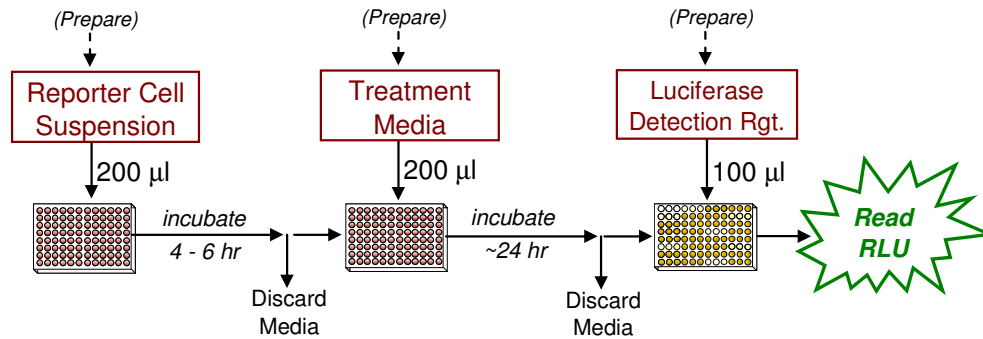 (Prepare)
(Prepare)
(Prepare)
Reporter Cell
Suspension
Treatment
Media
Luciferase
Detection Rgt.
200 µl
200 µl
100 µl
incubate
4 - 6 hr
incubate
~24 hr
Read
RLU
Discard
Media
Discard
Media